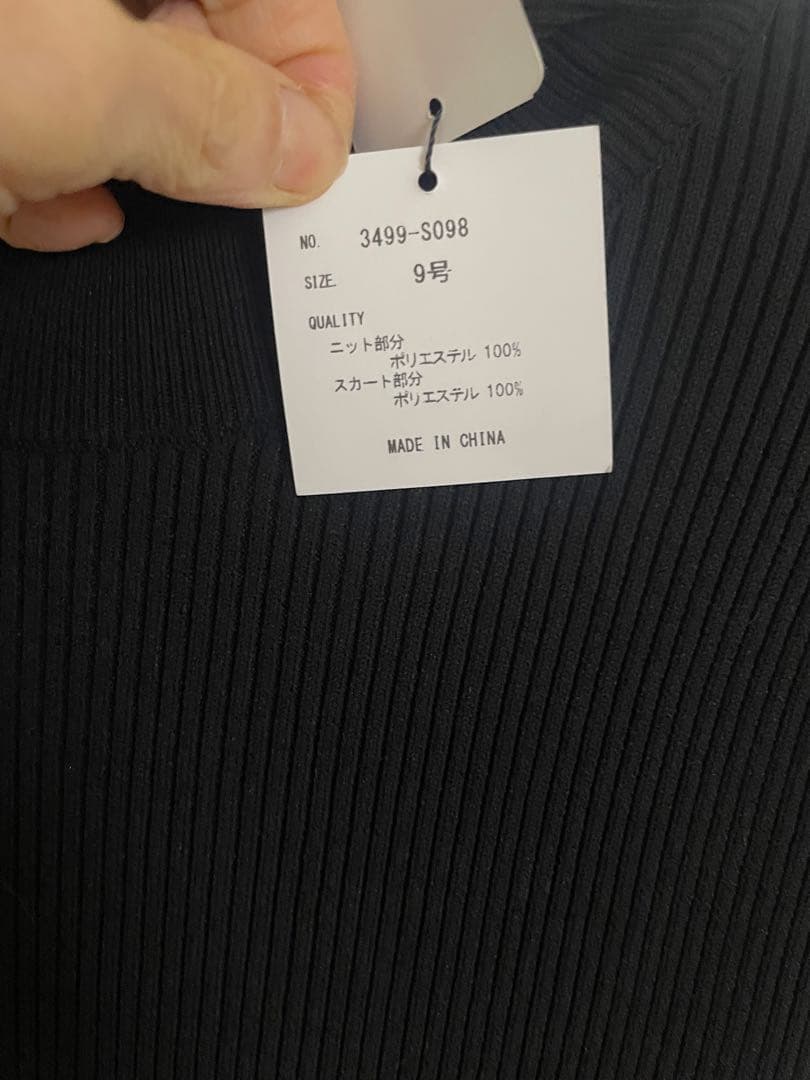 NO. 3499-S098
SIZE 9号
QUALITY
ニット部分
ポリエステル 100%
スカート部分
ポリエステル 100%
MADE IN CHINA